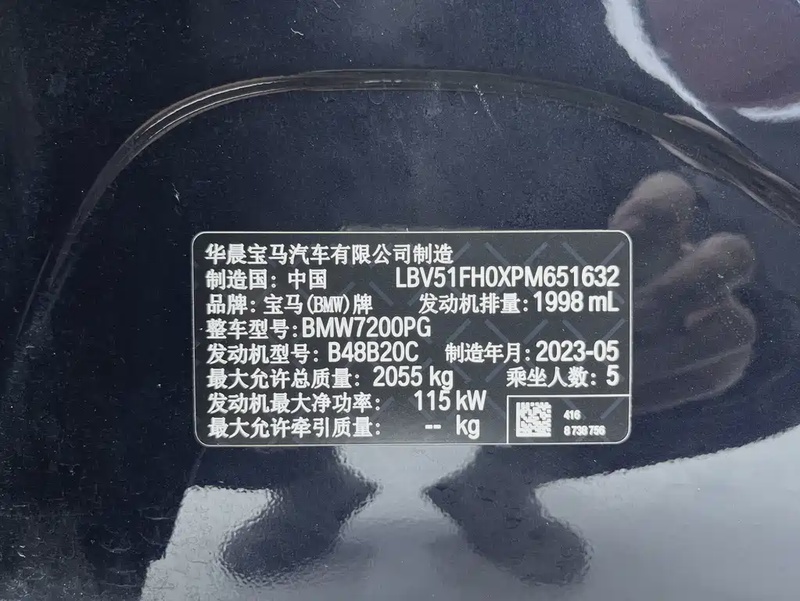 华晨宝马汽车有限公司制造
制造国：中国 LBV51FH0XPM651632
品牌：宝马(BMW)牌 发动机排量：1998 mL
整车型号：BMW7200PG
发动机型号：B48B20C 制造年月：2023-05
最大允许总质量：2055 kg 乘坐人数：5
发动机最大净功率：115 kW
最大允许牵引质量：-- kg
416
8 738 756